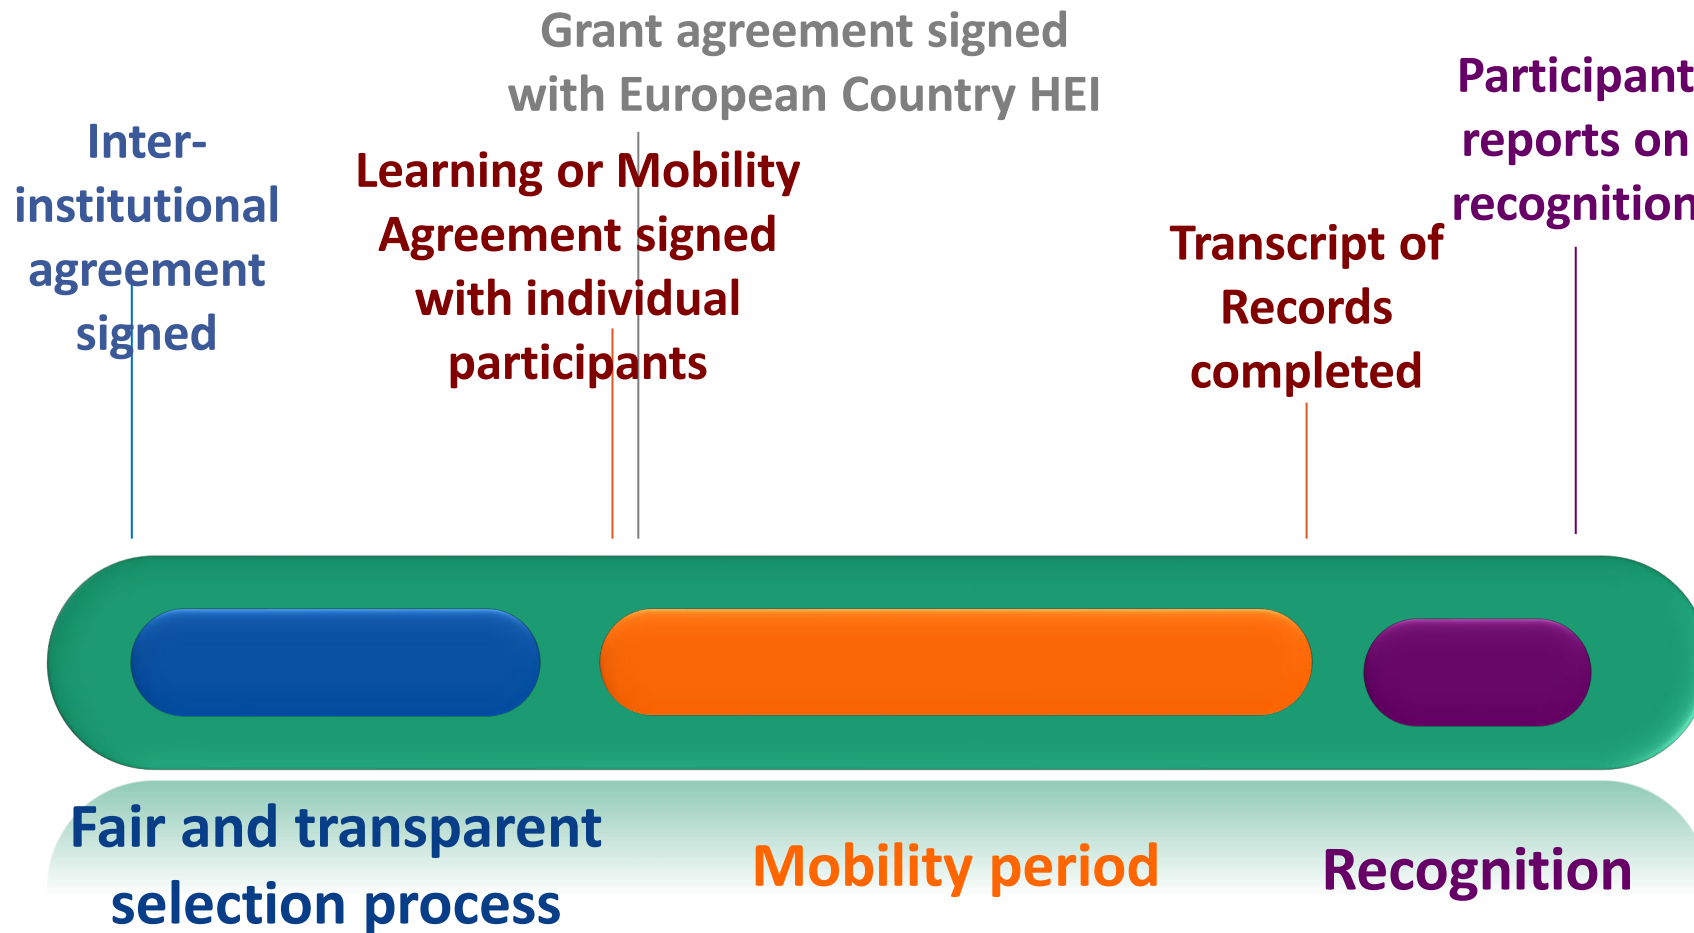 Grant agreement signed
with European Country HEI
Inter-
institutional
agreement
signed
Learning or Mobility
Agreement signed
with individual
participants
Transcript of
Records
completed
Participant
reports on
recognition
Fair and transparent
selection process
Mobility period
Recognition